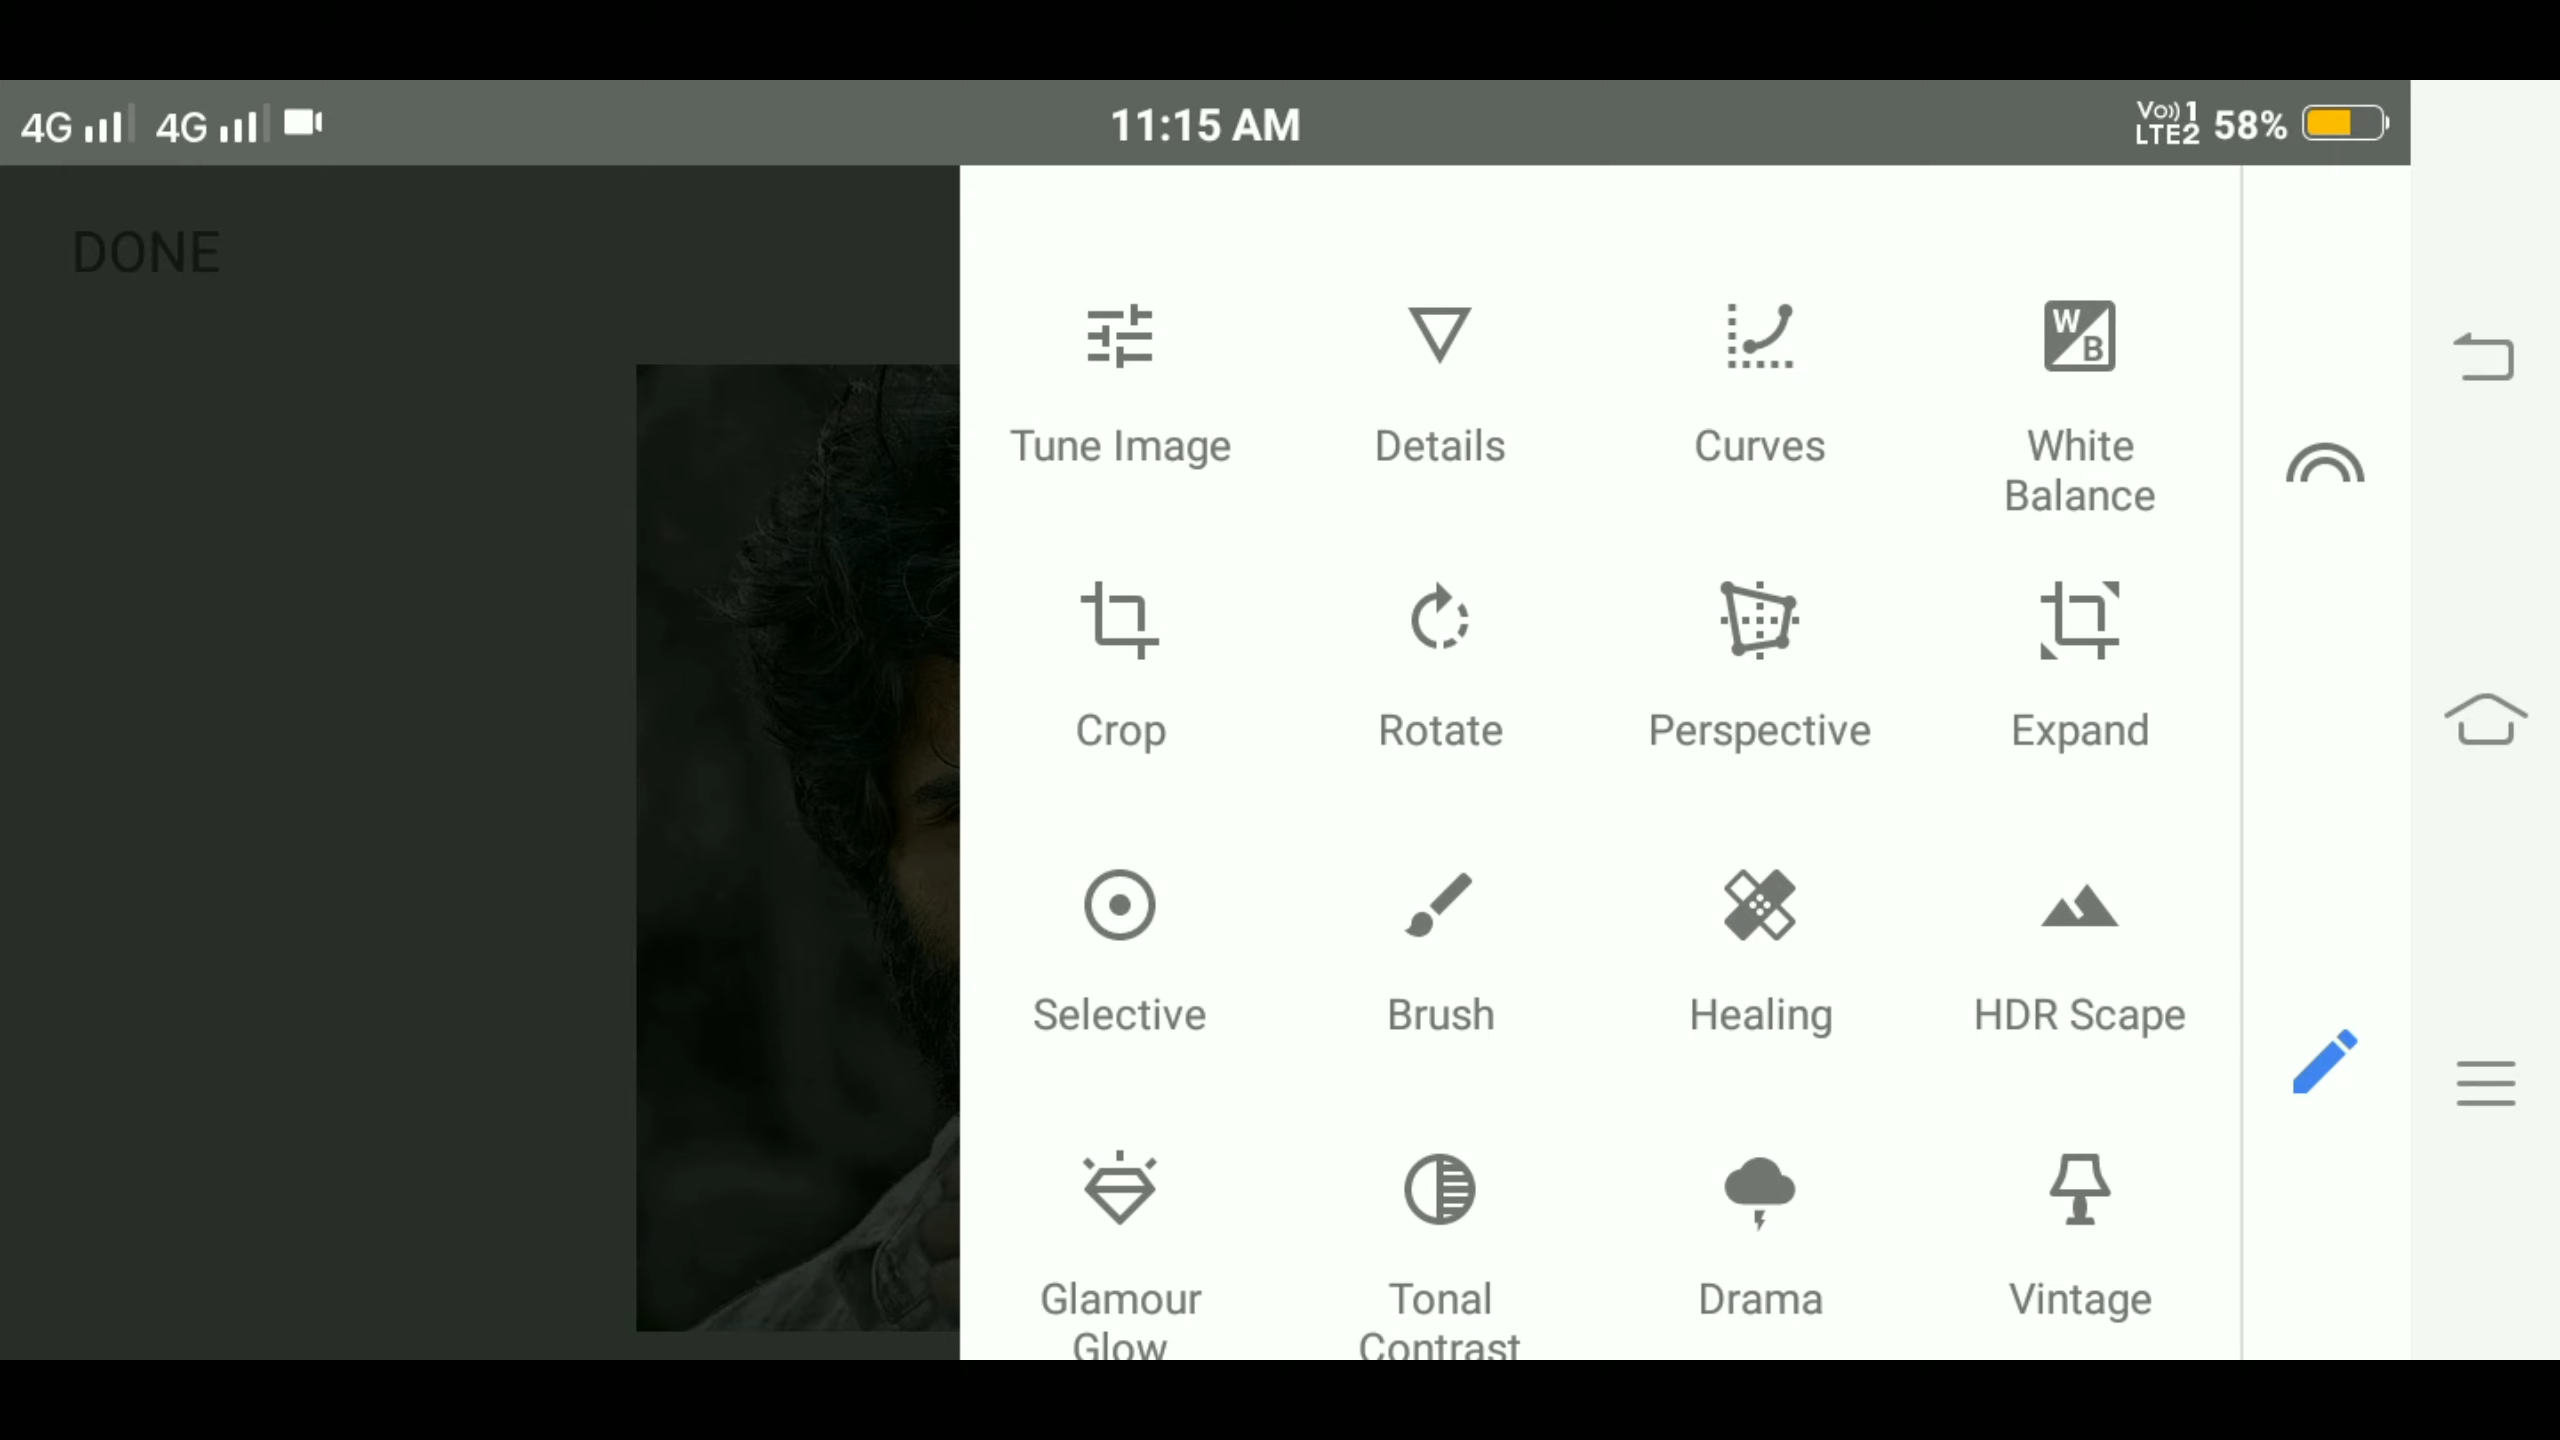 4G 4G 11:15 AM Vo)) 1 LTE2 58%
DONE
Tune Image Details Curves White Balance
W B
Crop Rotate Perspective Expand
Selective Brush Healing HDR Scape
Glamour Glow Tonal Contrast Drama Vintage